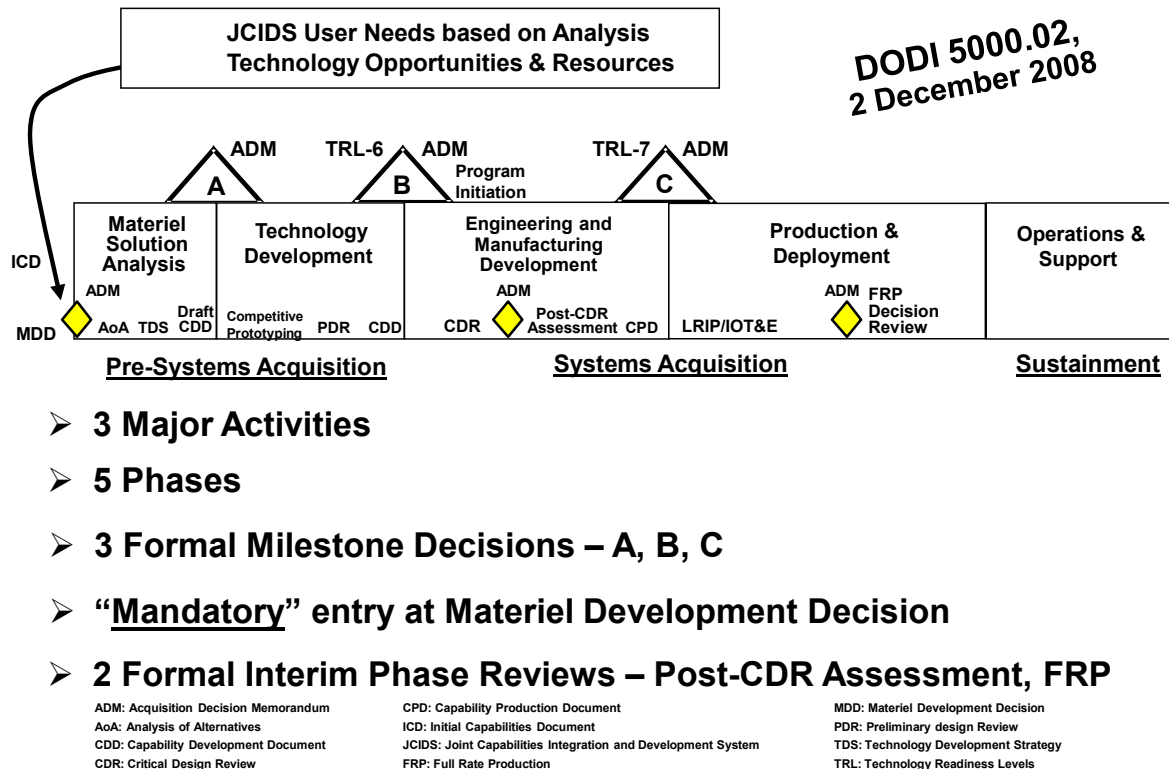 JCIDS User Needs based on Analysis
Technology Opportunities & Resources
DODI 5000.02,
2 December 2008
ADM
TRL-6
ADM
TRL-7
ADM
A
B
Program
Initiation
C
Materiel
Solution
Analysis
Technology
Development
Engineering and
Manufacturing
Development
Production &
Deployment
Operations &
Support
ICD
MDD
ADM
AoA TDS
Draft
CDD
Competitive
Prototyping
PDR
CDD
CDR
ADM
Post-CDR
Assessment
CPD
LRIP/IOT&E
ADM
FRP
Decision
Review
Pre-Systems Acquisition
Systems Acquisition
Sustainment
➢ 3 Major Activities
➢ 5 Phases
➢ 3 Formal Milestone Decisions – A, B, C
➢ “Mandatory” entry at Materiel Development Decision
➢ 2 Formal Interim Phase Reviews – Post-CDR Assessment, FRP
ADM: Acquisition Decision Memorandum
AoA: Analysis of Alternatives
CDD: Capability Development Document
CDR: Critical Design Review
CPD: Capability Production Document
ICD: Initial Capabilities Document
JCIDS: Joint Capabilities Integration and Development System
FRP: Full Rate Production
MDD: Materiel Development Decision
PDR: Preliminary design Review
TDS: Technology Development Strategy
TRL: Technology Readiness Levels